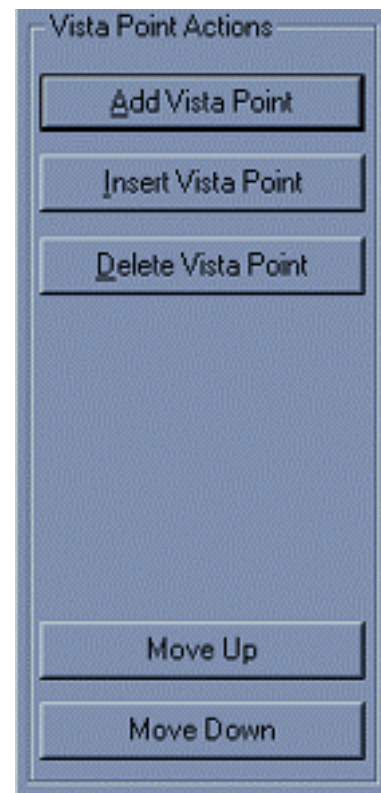 Vista Point Actions
Add Vista Point
Insert Vista Point
Delete Vista Point
Move Up
Move Down